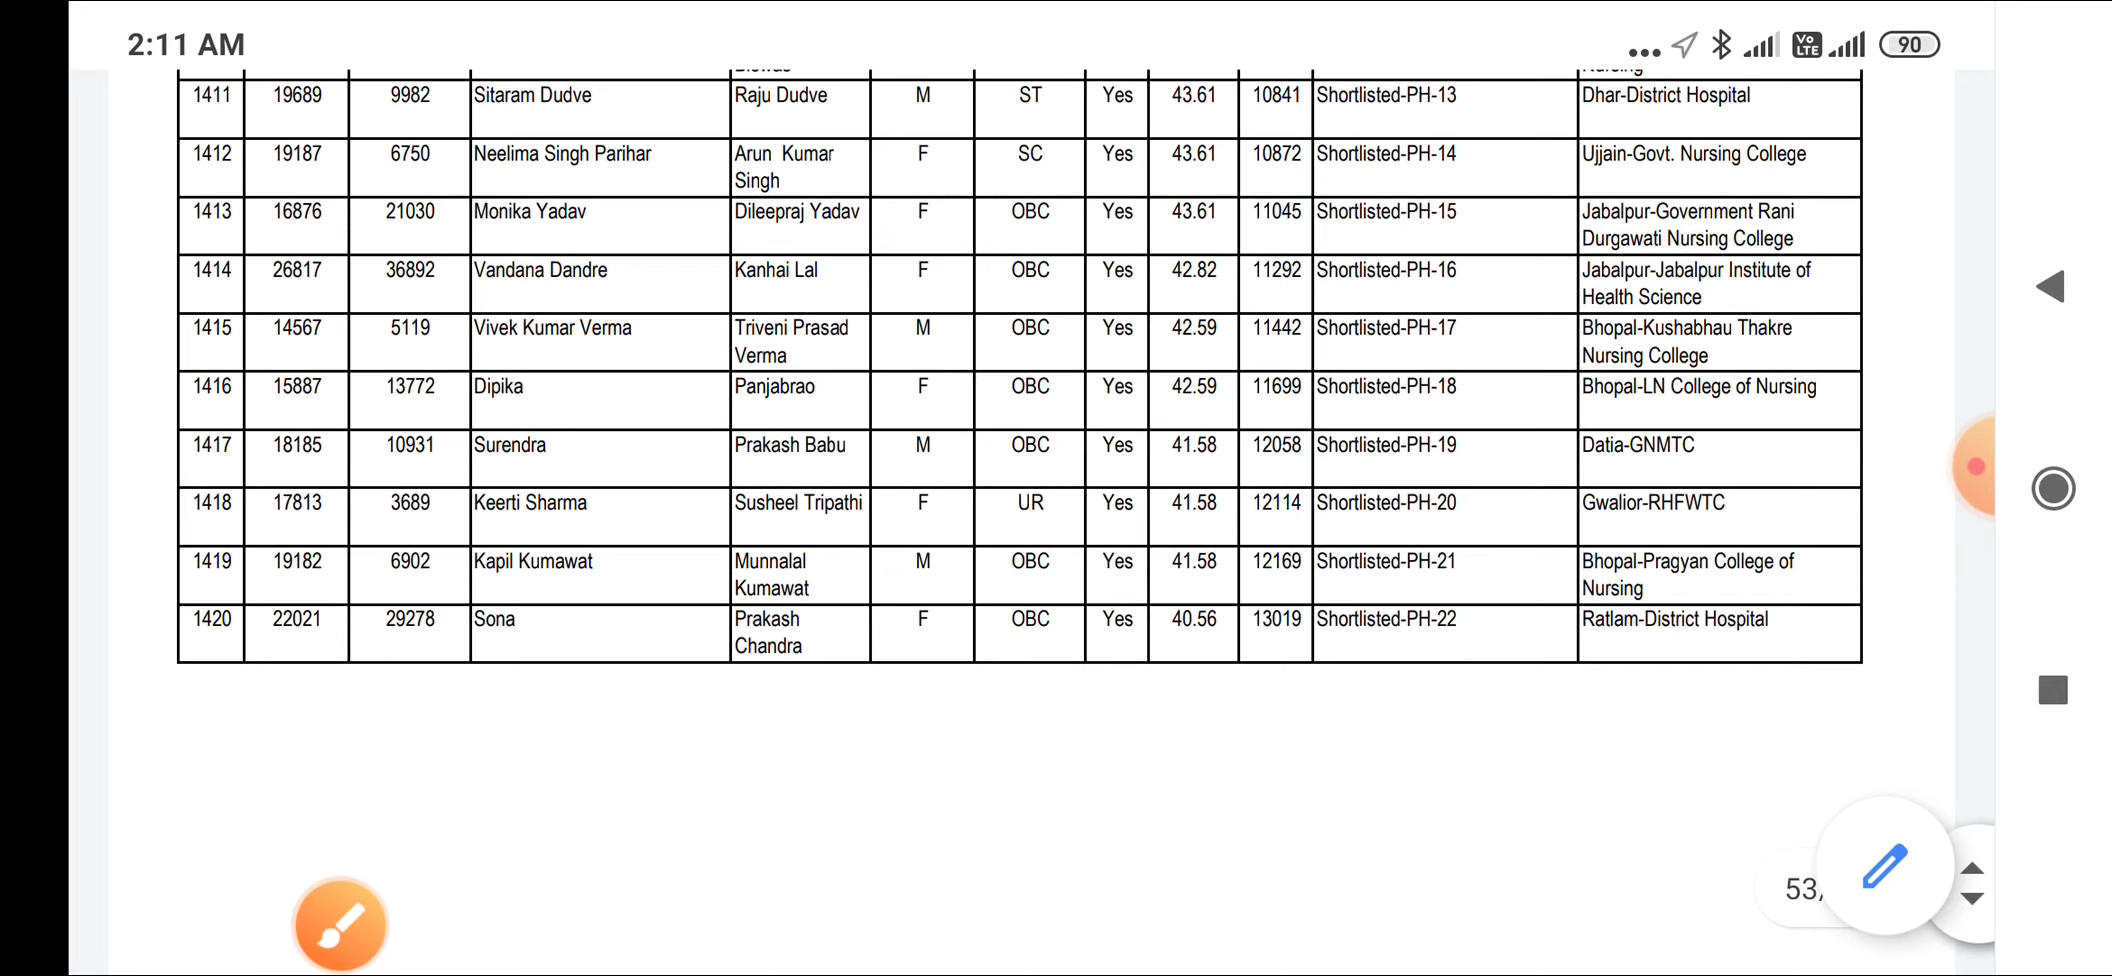 2:11 AM
Vo LTE 90
1411 19689 9982 Sitaram Dudve Raju Dudve M ST Yes 43.61 10841 Shortlisted-PH-13 Dhar-District Hospital
1412 19187 6750 Neelima Singh Parihar Arun Kumar F SC Yes 43.61 10872 Shortlisted-PH-14 Ujjain-Govt. Nursing College
Singh
1413 16876 21030 Monika Yadav Dileepraj Yadav F OBC Yes 43.61 11045 Shortlisted-PH-15 Jabalpur-Government Rani
Durgawati Nursing College
1414 26817 36892 Vandana Dandre Kanhai Lal F OBC Yes 42.82 11292 Shortlisted-PH-16 Jabalpur-Jabalpur Institute of
Health Science
1415 14567 5119 Vivek Kumar Verma Triveni Prasad M OBC Yes 42.59 11442 Shortlisted-PH-17 Bhopal-Kushabhau Thakre
Verma Nursing College
1416 15887 13772 Dipika Panjabrao F OBC Yes 42.59 11699 Shortlisted-PH-18 Bhopal-LN College of Nursing
1417 18185 10931 Surendra Prakash Babu M OBC Yes 41.58 12058 Shortlisted-PH-19 Datia-GNMTC
1418 17813 3689 Keerti Sharma Susheel Tripathi F UR Yes 41.58 12114 Shortlisted-PH-20 Gwalior-RHFWTC
1419 19182 6902 Kapil Kumawat Munnalal M OBC Yes 41.58 12169 Shortlisted-PH-21 Bhopal-Pragyan College of
Kumawat Nursing
1420 22021 29278 Sona Prakash F OBC Yes 40.56 13019 Shortlisted-PH-22 Ratlam-District Hospital
Chandra
53/